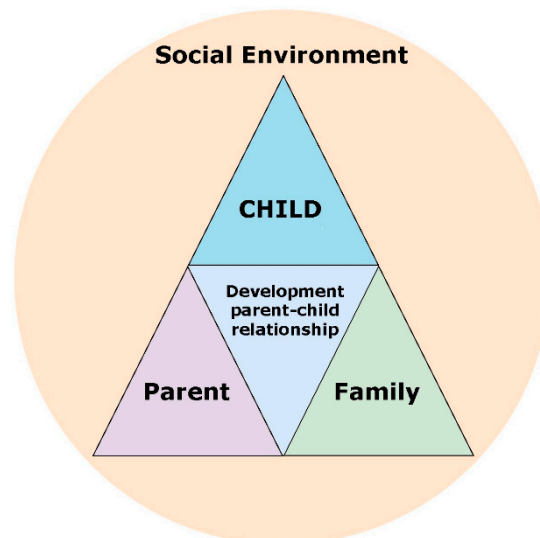 Social Environment
CHILD
Development
parent-child
relationship
Parent
Family